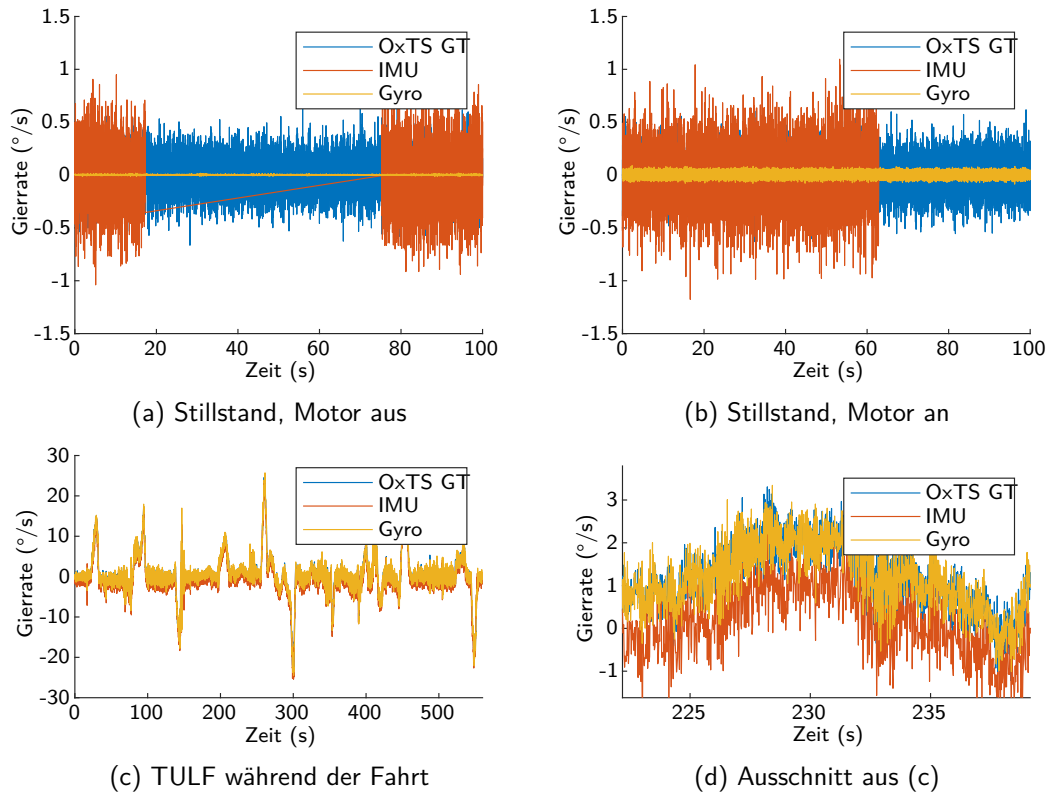 1.5
1
0.5
0
-0.5
-1
-1.5
Gierrate (°/s)
OxTS GT
IMU
Gyro
0 20 40 60 80 100
Zeit (s)
(a) Stillstand, Motor aus
1.5
1
0.5
0
-0.5
-1
-1.5
Gierrate (°/s)
OxTS GT
IMU
Gyro
0 20 40 60 80 100
Zeit (s)
(b) Stillstand, Motor an
30
20
10
0
-10
-20
-30
Gierrate (°/s)
OxTS GT
IMU
Gyro
0 100 200 300 400 500
Zeit (s)
(c) TULF während der Fahrt
3
2
1
0
-1
Gierrate (°/s)
OxTS GT
IMU
Gyro
225 230 235
Zeit (s)
(d) Ausschnitt aus (c)